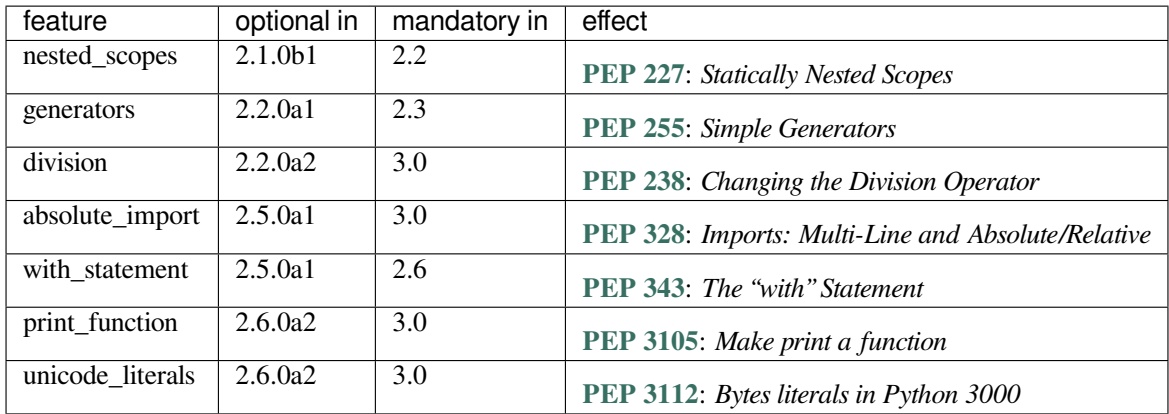 feature optional in mandatory in effect
nested_scopes 2.1.0b1 2.2 PEP 227: Statically Nested Scopes
generators 2.2.0a1 2.3 PEP 255: Simple Generators
division 2.2.0a2 3.0 PEP 238: Changing the Division Operator
absolute_import 2.5.0a1 3.0 PEP 328: Imports: Multi-Line and Absolute/Relative
with_statement 2.5.0a1 2.6 PEP 343: The “with” Statement
print_function 2.6.0a2 3.0 PEP 3105: Make print a function
unicode_literals 2.6.0a2 3.0 PEP 3112: Bytes literals in Python 3000